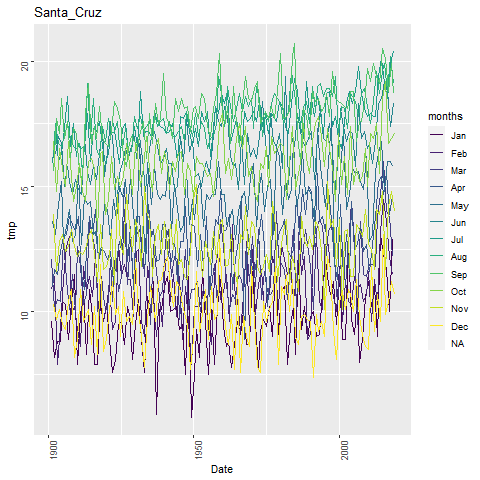 Santa_Cruz
tmp
20
15
10
1900
1950
2000
Date
months
Jan
Feb
Mar
Apr
May
Jun
Jul
Aug
Sep
Oct
Nov
Dec
NA